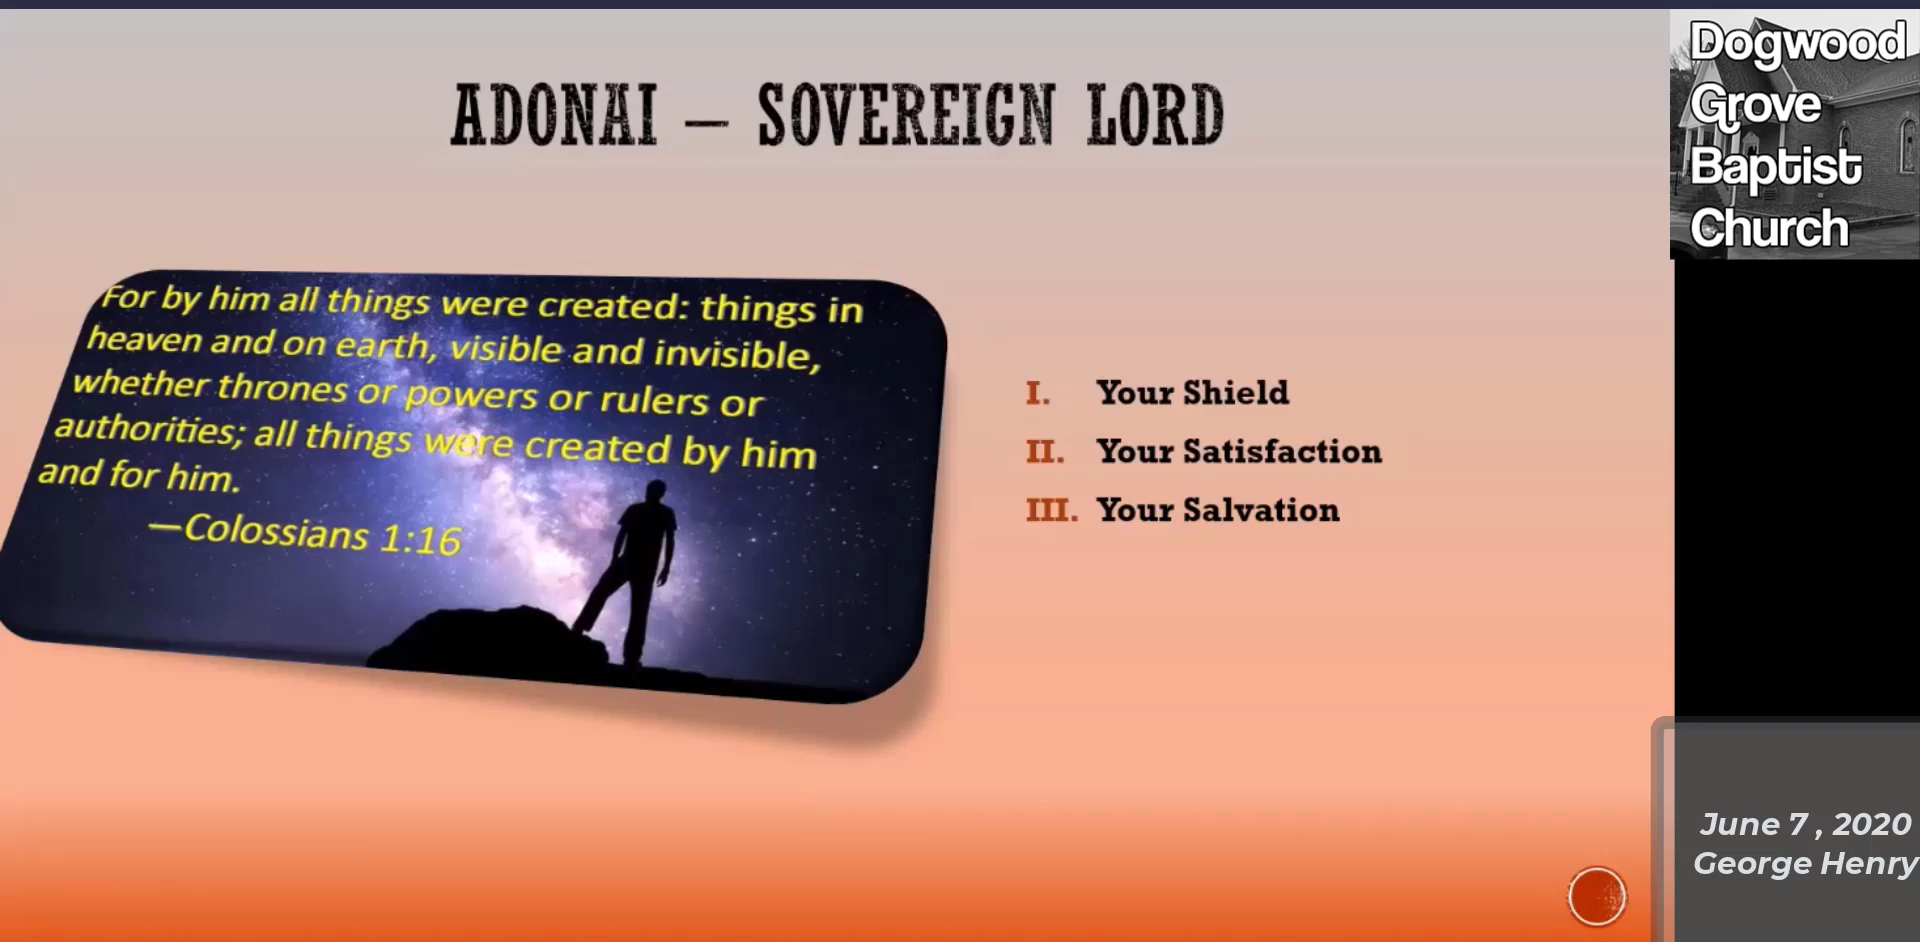 ADONAI – SOVEREIGN LORD
For by him all things were created: things in
heaven and on earth, visible and invisible,
whether thrones or powers or rulers or
authorities; all things were created by him
and for him.
—Colossians 1:16
I. Your Shield
II. Your Satisfaction
III. Your Salvation
Dogwood
Grove
Baptist
Church
June 7 , 2020
George Henry